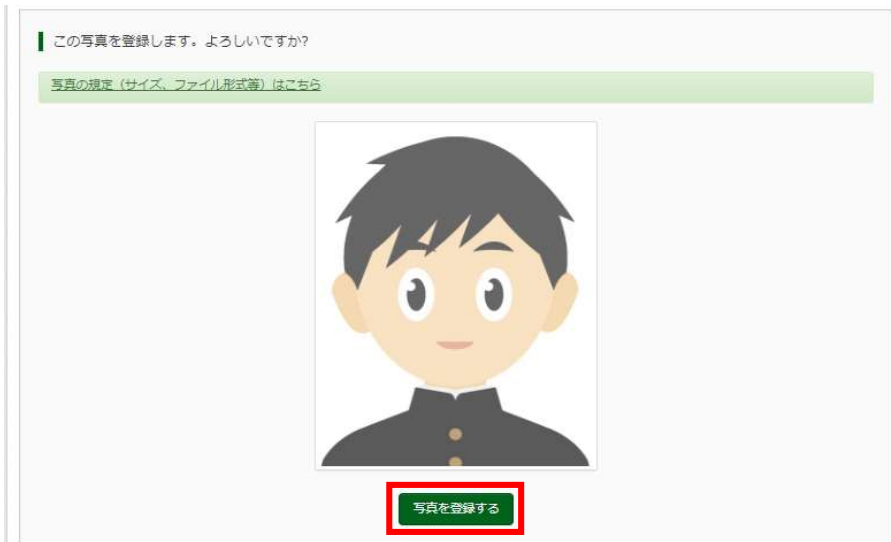 この写真を登録します。よろしいですか?
写真の規定（サイズ、ファイル形式等）はこちら
写真を登録する